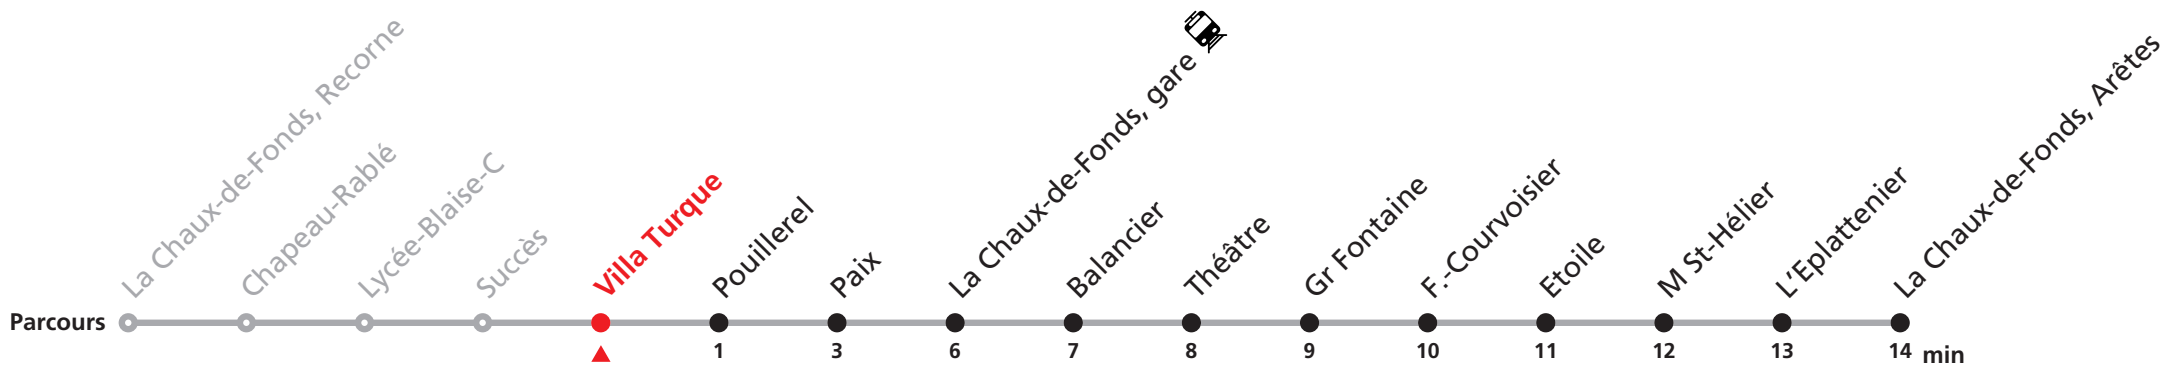 La Chaux-de-Fonds, Recorne
Chapeau-Rablé
Lycée-Blaise-C
Succès
Villa Turque
Pouillerel
Paix
La Chaux-de-Fonds, gare
Balancier
Théâtre
Gr Fontaine
F.-Courvoisier
Etoile
M St-Hélier
L'Eplattenier
La Chaux-de-Fonds, Arêtes
Parcours
1 3 6 7 8 9 10 11 12 13 14 min